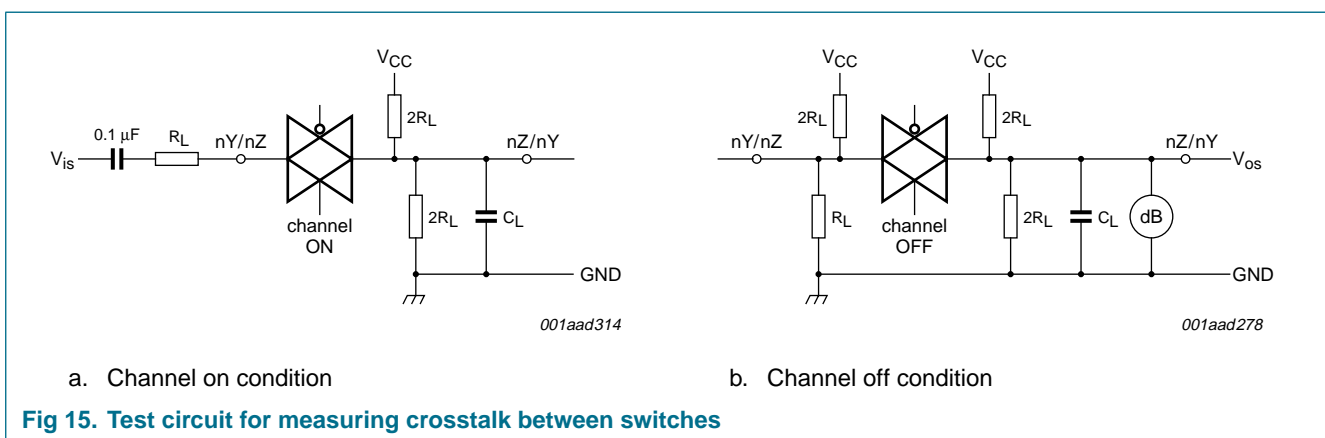 VCC
2RL
0.1 μF
RL
nY/nZ
nZ/nY
Vis
2RL
CL
channel
ON
GND
001aad314
a. Channel on condition
VCC
VCC
2RL
2RL
nY/nZ
nZ/nY
Vos
RL
2RL
CL
dB
channel
OFF
GND
001aad278
b. Channel off condition
Fig 15. Test circuit for measuring crosstalk between switches